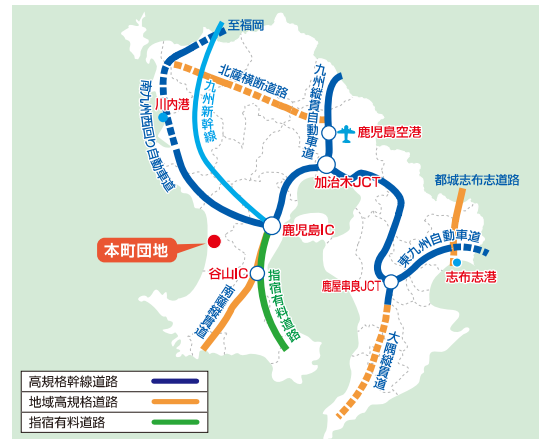 至福岡
北薩横断道路
九州縦貫自動車道
川内港
九州新幹線
南九州西回り自動車道
鹿児島空港
加治木JCT
都城志布志道路
鹿児島IC
本町団地
東九州自動車道
谷山IC
志布志港
鹿屋串良JCT
指宿有料道路
南薩縦貫道
大隅縦貫道
高規格幹線道路
地域高規格道路
指宿有料道路